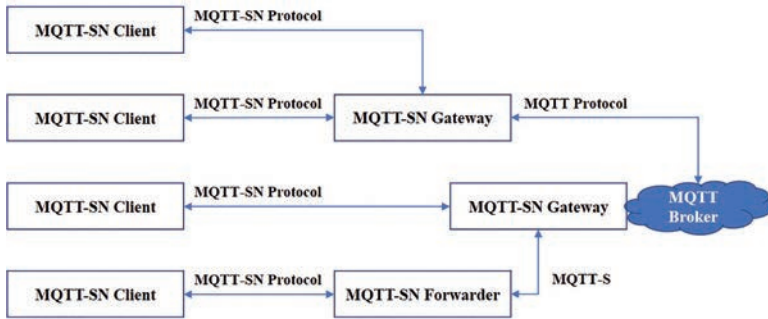 MQTT-SN Client
MQTT-SN Protocol
MQTT-SN Client
MQTT-SN Protocol
MQTT-SN Gateway
MQTT Protocol
MQTT-SN Client
MQTT-SN Protocol
MQTT-SN Gateway
MQTT
Broker
MQTT-SN Client
MQTT-SN Protocol
MQTT-SN Forwarder
MQTT-S